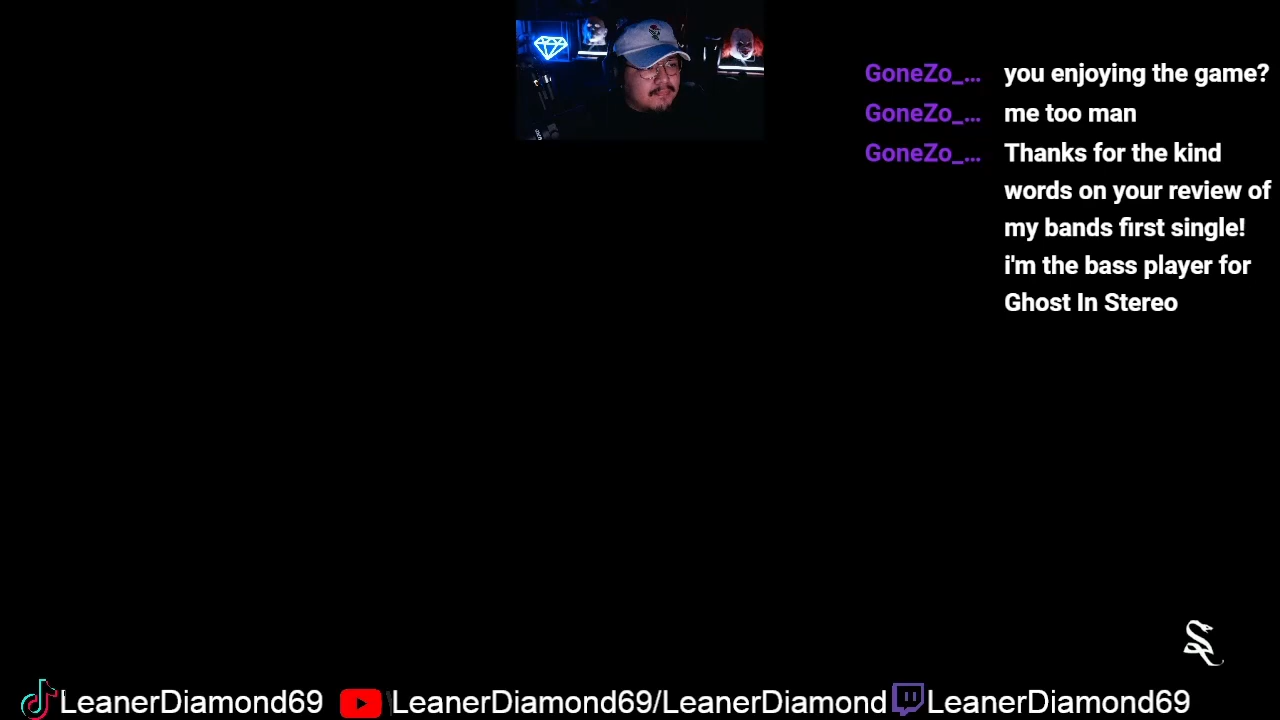 GoneZo_... you enjoying the game?
GoneZo_... me too man
GoneZo_... Thanks for the kind
words on your review of
my bands first single!
i'm the bass player for
Ghost In Stereo
LeanerDiamond69 \LeanerDiamond69/LeanerDiamond LeanerDiamond69